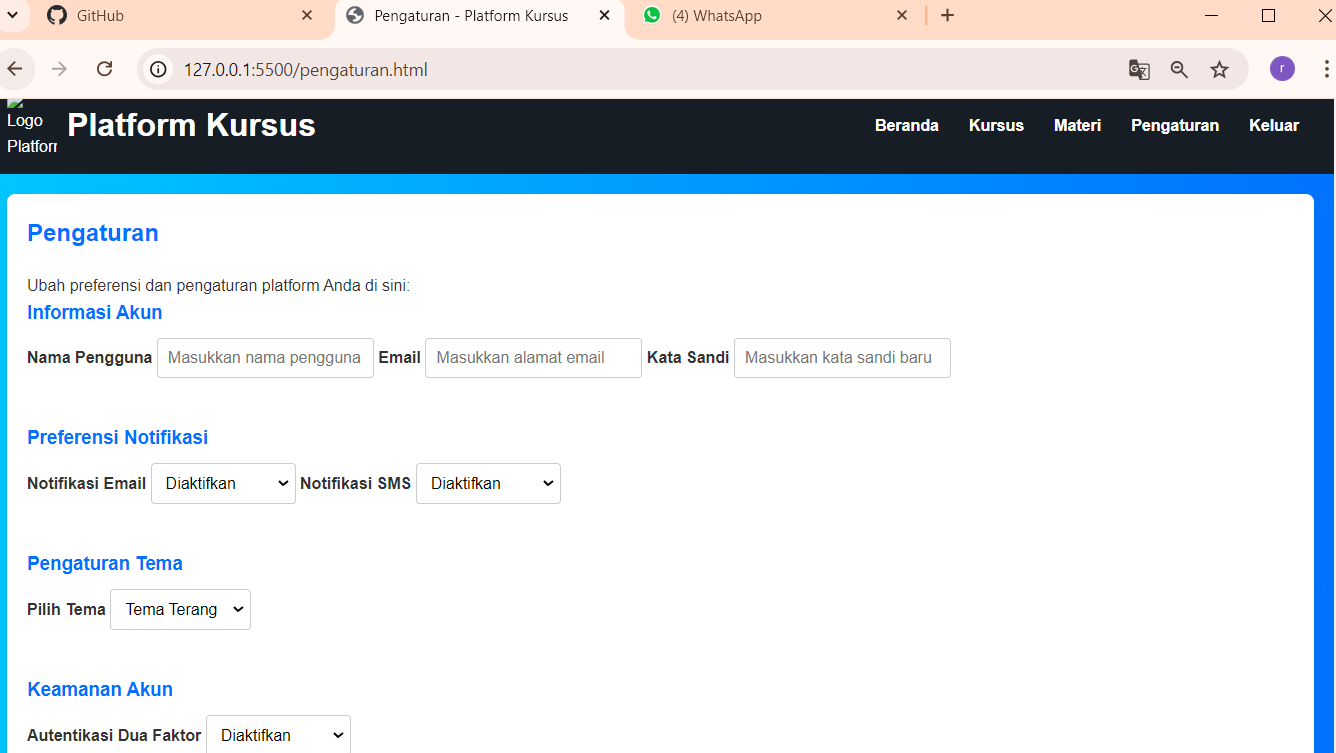 GitHub
Pengaturan - Platform Kursus
(4) WhatsApp
127.0.0.1:5500/pengaturan.html
r
Logo
Platforr
Platform Kursus
Beranda Kursus Materi Pengaturan Keluar
Pengaturan
Ubah preferensi dan pengaturan platform Anda di sini:
Informasi Akun
Nama Pengguna Masukkan nama pengguna Email Masukkan alamat email Kata Sandi Masukkan kata sandi baru
Preferensi Notifikasi
Notifikasi Email Diaktifkan Notifikasi SMS Diaktifkan
Pengaturan Tema
Pilih Tema Tema Terang
Keamanan Akun
Autentikasi Dua Faktor Diaktifkan